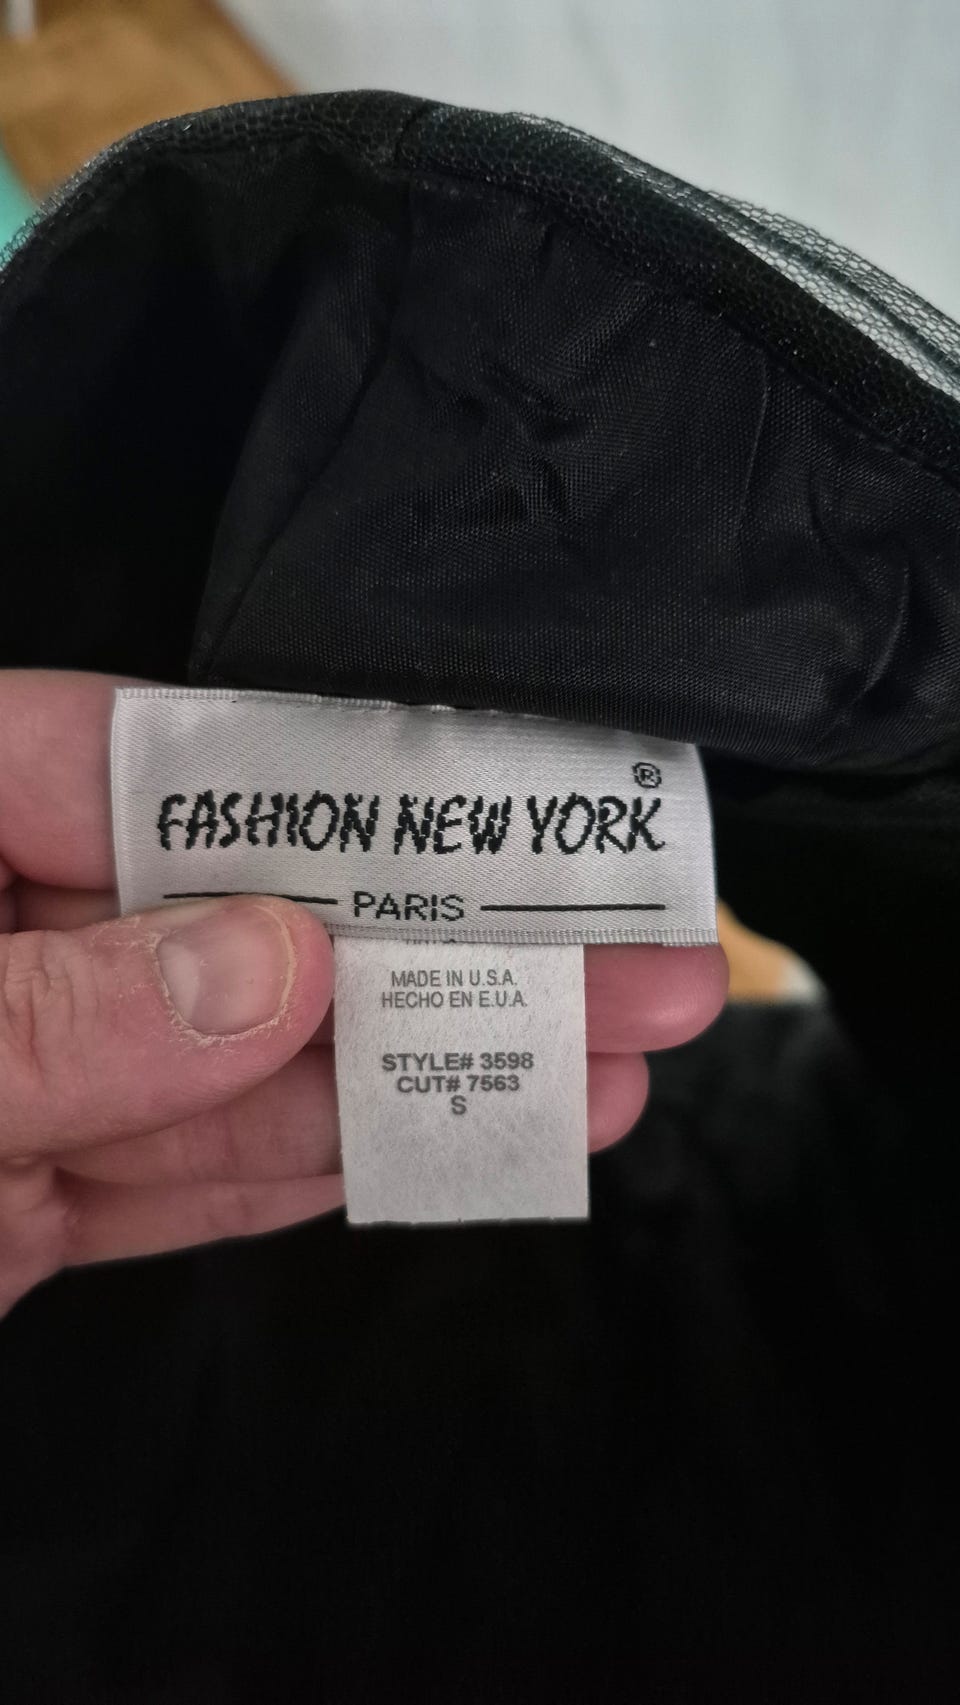 ®
FASHION NEW YORK
PARIS
MADE IN U.S.A.
HECHO EN E.U.A.
STYLE# 3598
CUT# 7563
S